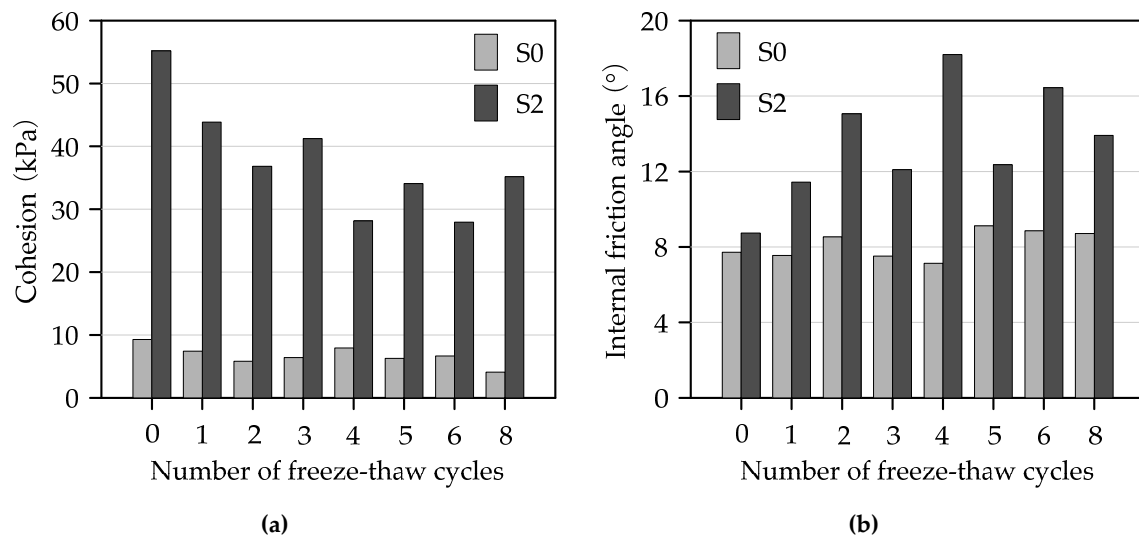 60
50
40
30
20
10
0
Cohesion (kPa)
S0
S2
0 1 2 3 4 5 6 8
Number of freeze-thaw cycles
(a)
20
16
12
8
4
0
Internal friction angle (°)
S0
S2
0 1 2 3 4 5 6 8
Number of freeze-thaw cycles
(b)